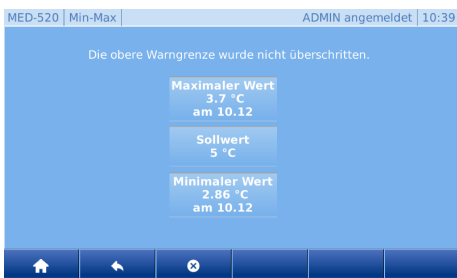 MED-520 Min-Max ADMIN angemeldet 10:39
Die obere Warngrenze wurde nicht überschritten.
Maximaler Wert
3.7 °C
am 10.12
Sollwert
5 °C
Minimaler Wert
2.86 °C
am 10.12